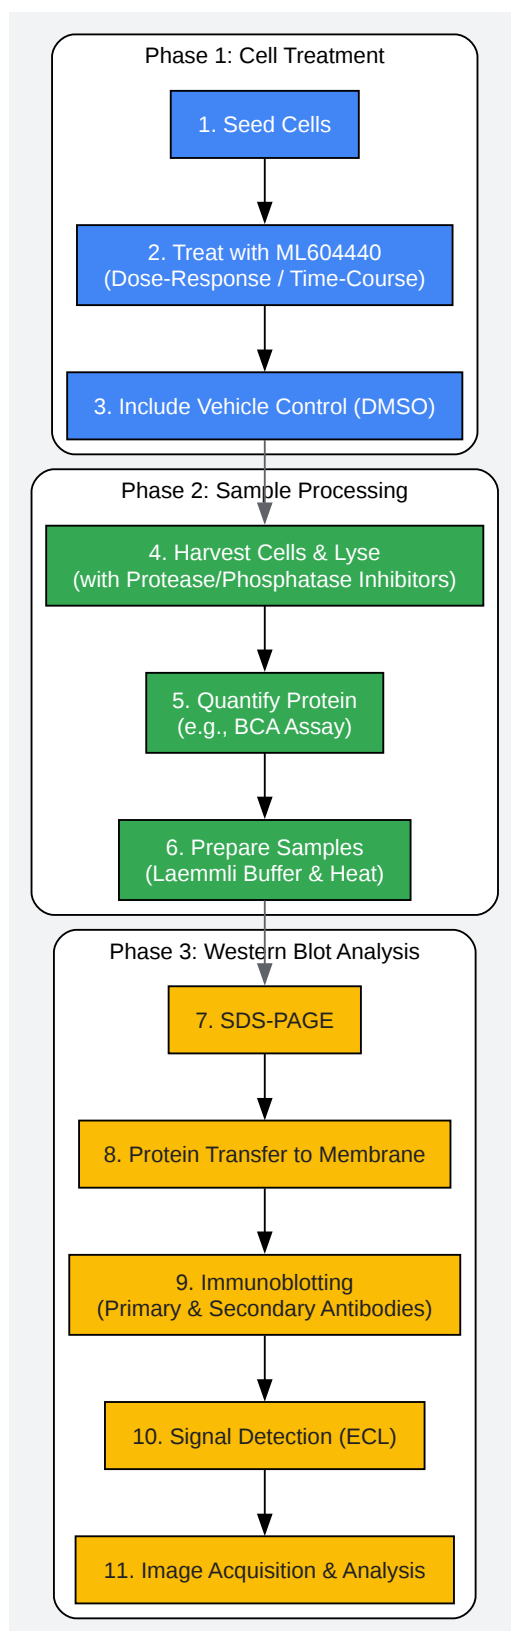 Phase 1: Cell Treatment
1. Seed Cells
2. Treat with ML604440
(Dose-Response / Time-Course)
3. Include Vehicle Control (DMSO)
Phase 2: Sample Processing
4. Harvest Cells & Lyse
(with Protease/Phosphatase Inhibitors)
5. Quantify Protein
(e.g., BCA Assay)
6. Prepare Samples
(Laemmli Buffer & Heat)
Phase 3: Western Blot Analysis
7. SDS-PAGE
8. Protein Transfer to Membrane
9. Immunoblotting
(Primary & Secondary Antibodies)
10. Signal Detection (ECL)
11. Image Acquisition & Analysis